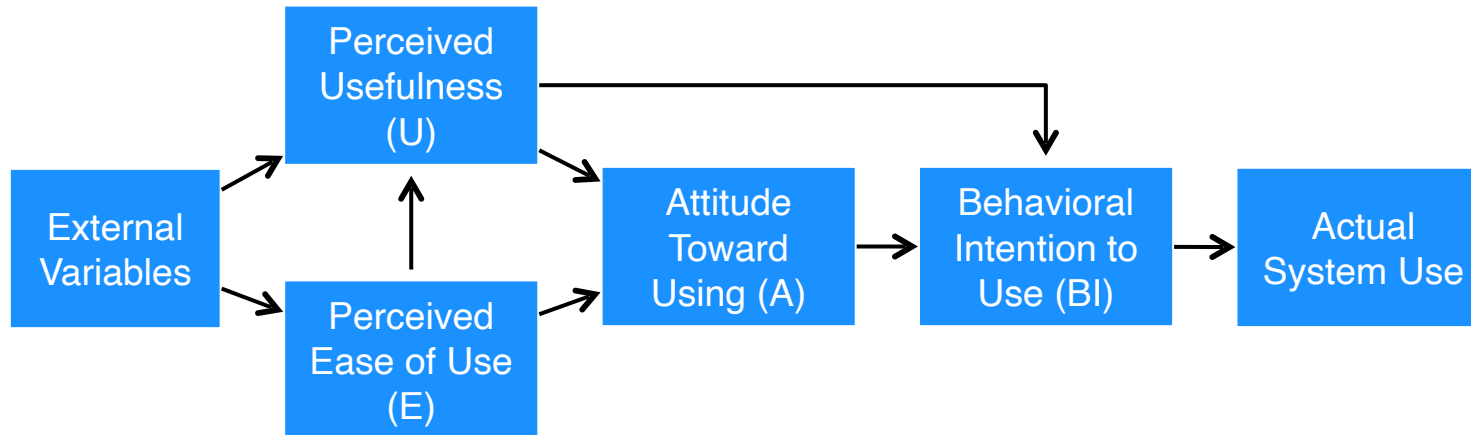 Perceived
Usefulness
(U)
External
Variables
Perceived
Ease of Use
(E)
Attitude
Toward
Using (A)
Behavioral
Intention to
Use (BI)
Actual
System Use